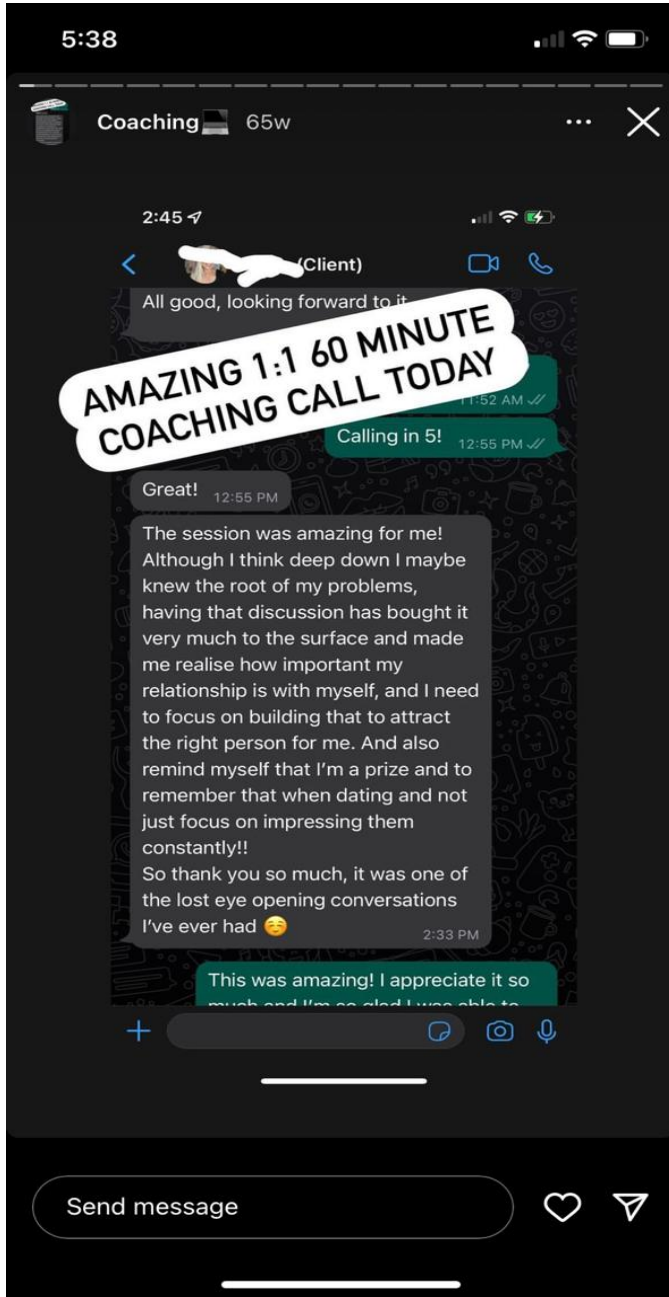 5:38
Coaching 65w
2:45
(Client)
All good, looking forward to it
AMAZING 1:1 60 MINUTE
COACHING CALL TODAY
11:52 AM
Calling in 5! 12:55 PM
Great! 12:55 PM
The session was amazing for me!
Although I think deep down I maybe
knew the root of my problems,
having that discussion has bought it
very much to the surface and made
me realise how important my
relationship is with myself, and I need
to focus on building that to attract
the right person for me. And also
remind myself that I'm a prize and to
remember that when dating and not
just focus on impressing them
constantly!!
So thank you so much, it was one of
the lost eye opening conversations
I've ever had ☺️
2:33 PM
This was amazing! I appreciate it so
much and I'm so glad I was able to
Send message